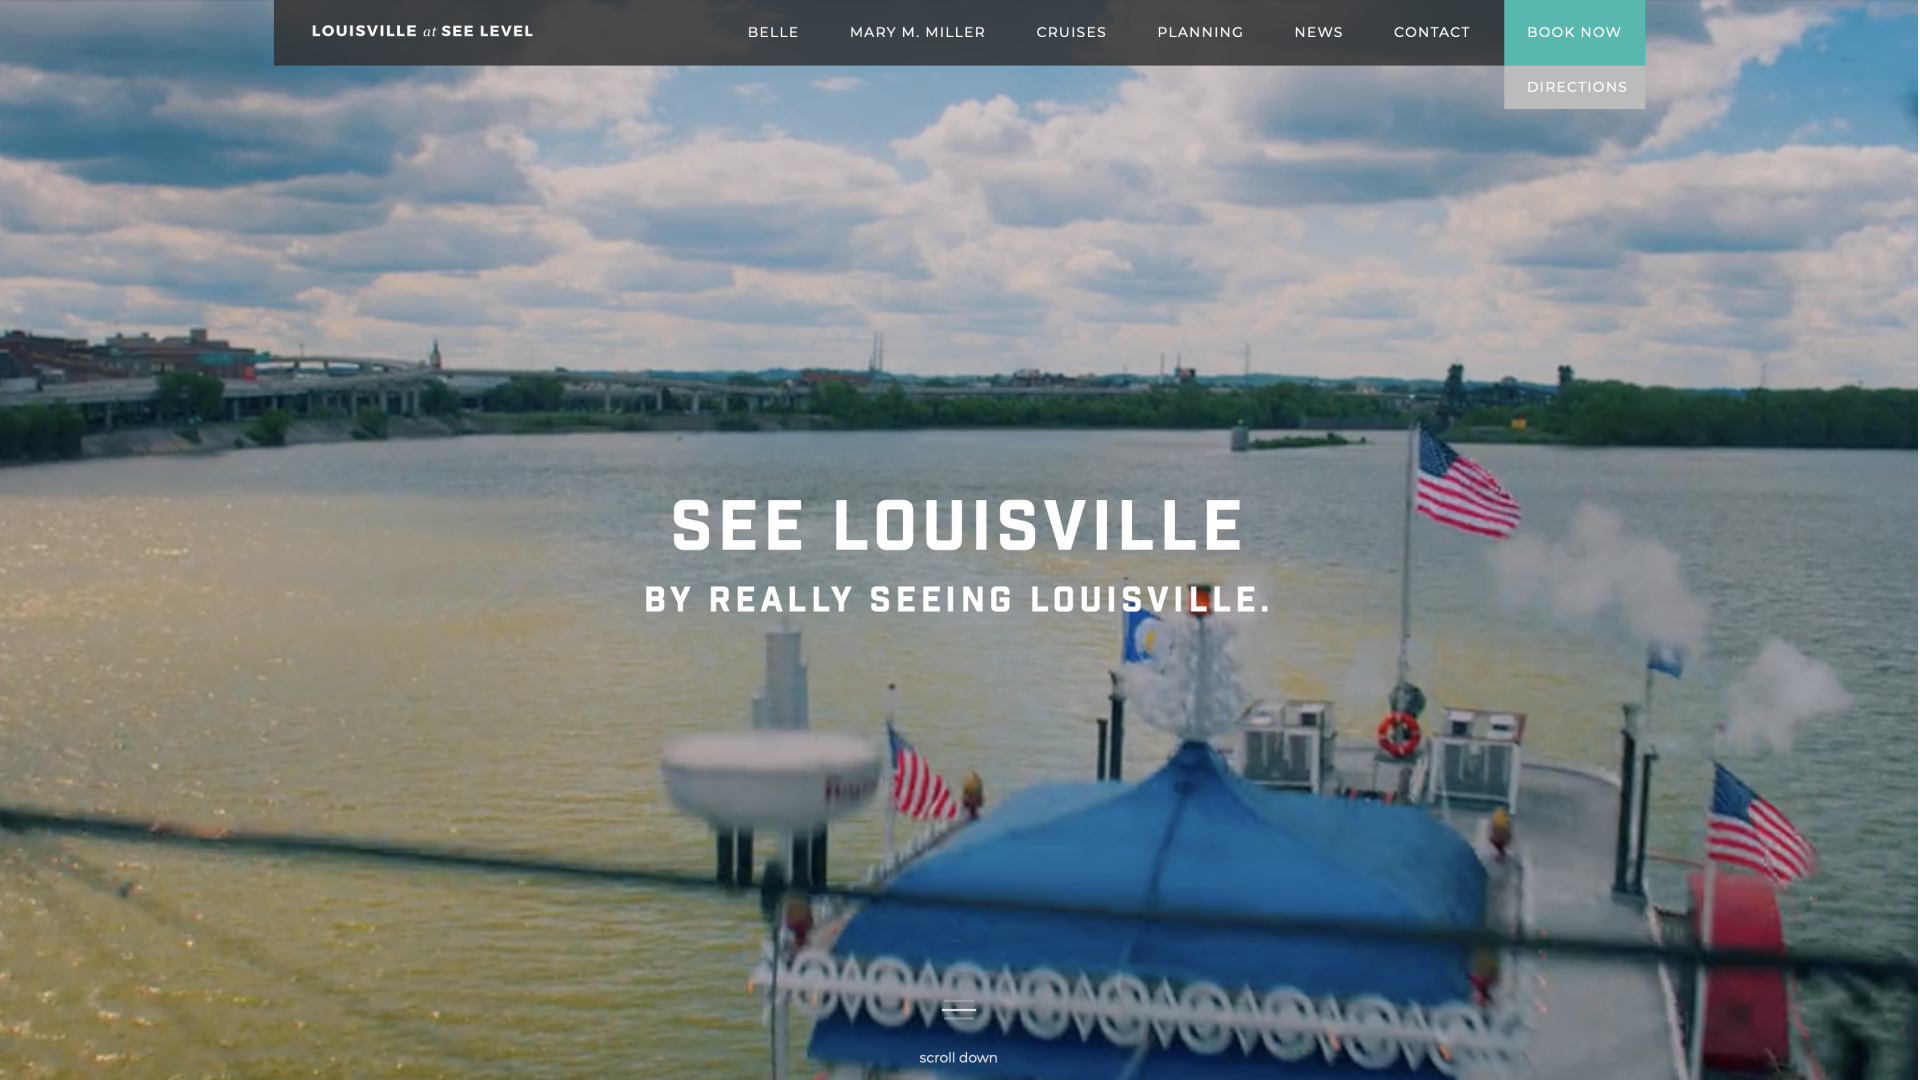 LOUISVILLE at SEE LEVEL
BELLE
MARY M. MILLER
CRUISES
PLANNING
NEWS
CONTACT
BOOK NOW
DIRECTIONS
SEE LOUISVILLE
BY REALLY SEEING LOUISVILLE.
scroll down